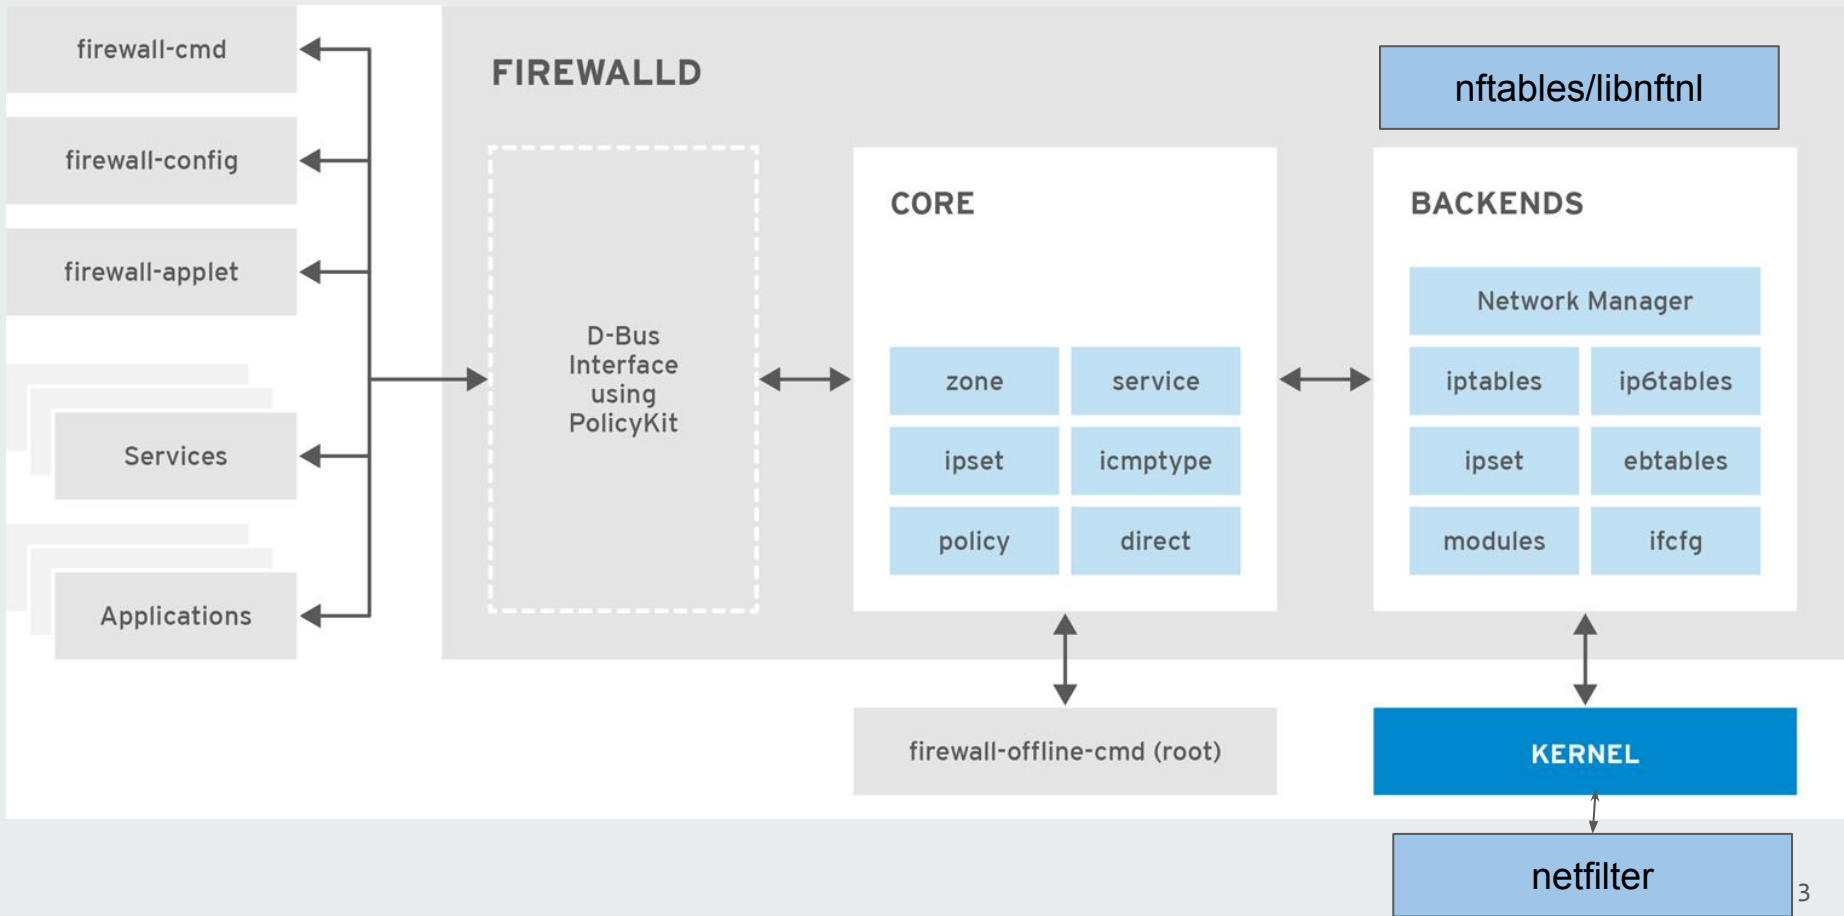 firewall-cmd
firewall-config
firewall-applet
Services
Applications
FIREWALLD
D-Bus
Interface
using
PolicyKit
CORE
zone service
ipset icmptype
policy direct
nftables/libnftnl
BACKENDS
Network Manager
iptables ip6tables
ipset ebtables
modules ifcfg
firewall-offline-cmd (root)
KERNEL
netfilter
3